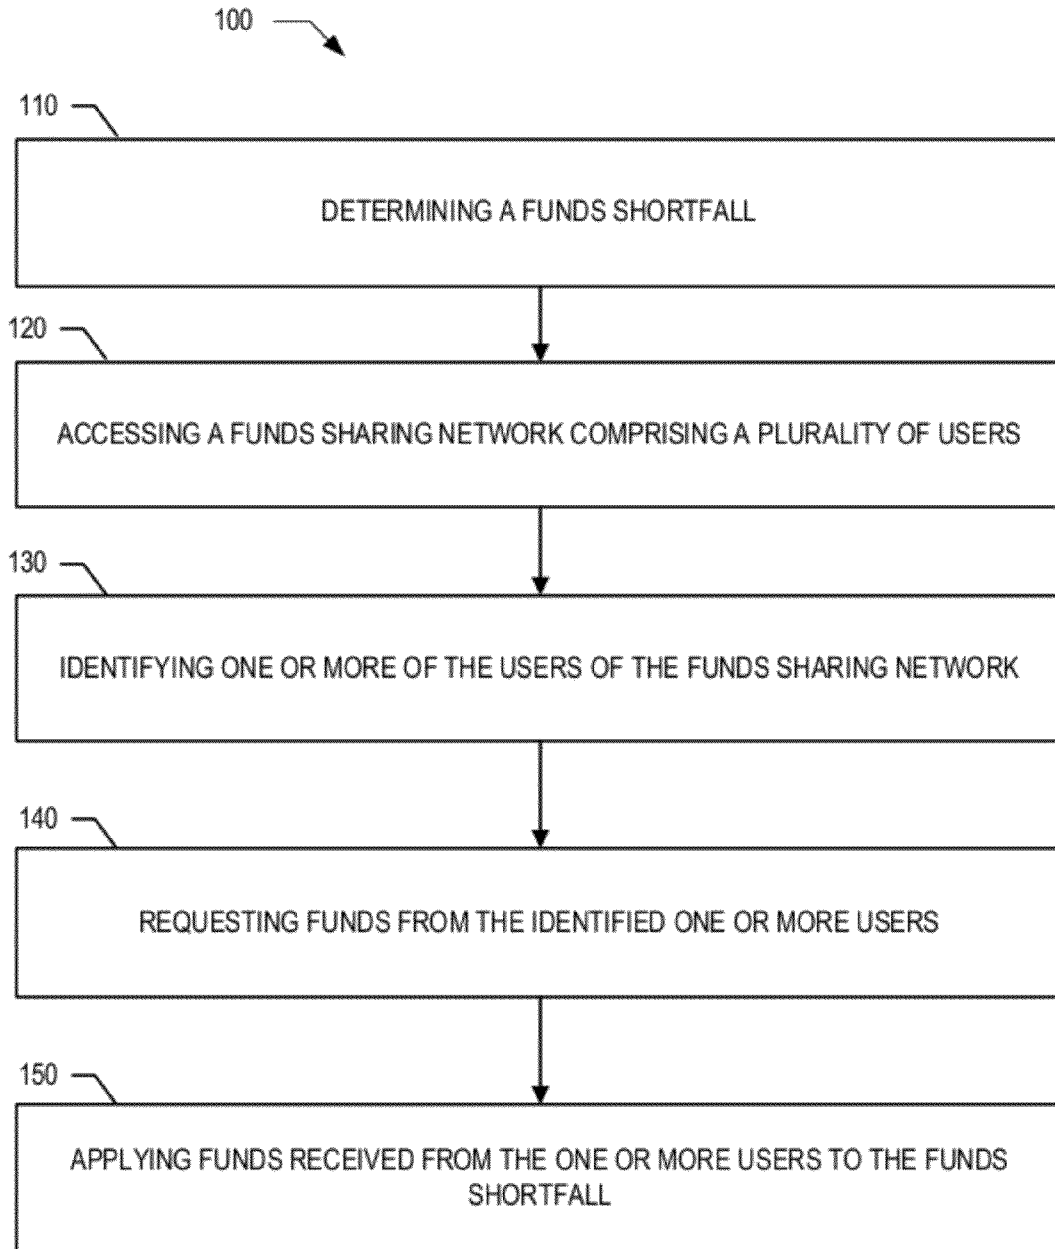 100
110
DETERMINING A FUNDS SHORTFALL
120
ACCESSING A FUNDS SHARING NETWORK COMPRISING A PLURALITY OF USERS
130
IDENTIFYING ONE OR MORE OF THE USERS OF THE FUNDS SHARING NETWORK
140
REQUESTING FUNDS FROM THE IDENTIFIED ONE OR MORE USERS
150
APPLYING FUNDS RECEIVED FROM THE ONE OR MORE USERS TO THE FUNDS
SHORTFALL